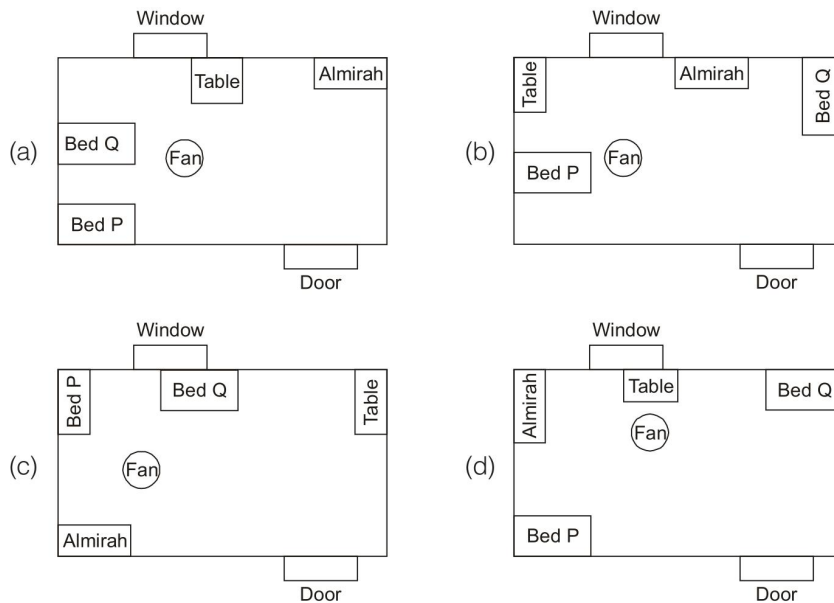 (a)
Window
Table
Almirah
Bed Q
Fan
Bed P
Door
(b)
Window
Table
Almirah
Bed Q
Bed P
Fan
Door
(c)
Window
Bed P
Bed Q
Table
Fan
Almirah
Door
(d)
Window
Almirah
Table
Bed Q
Fan
Bed P
Door